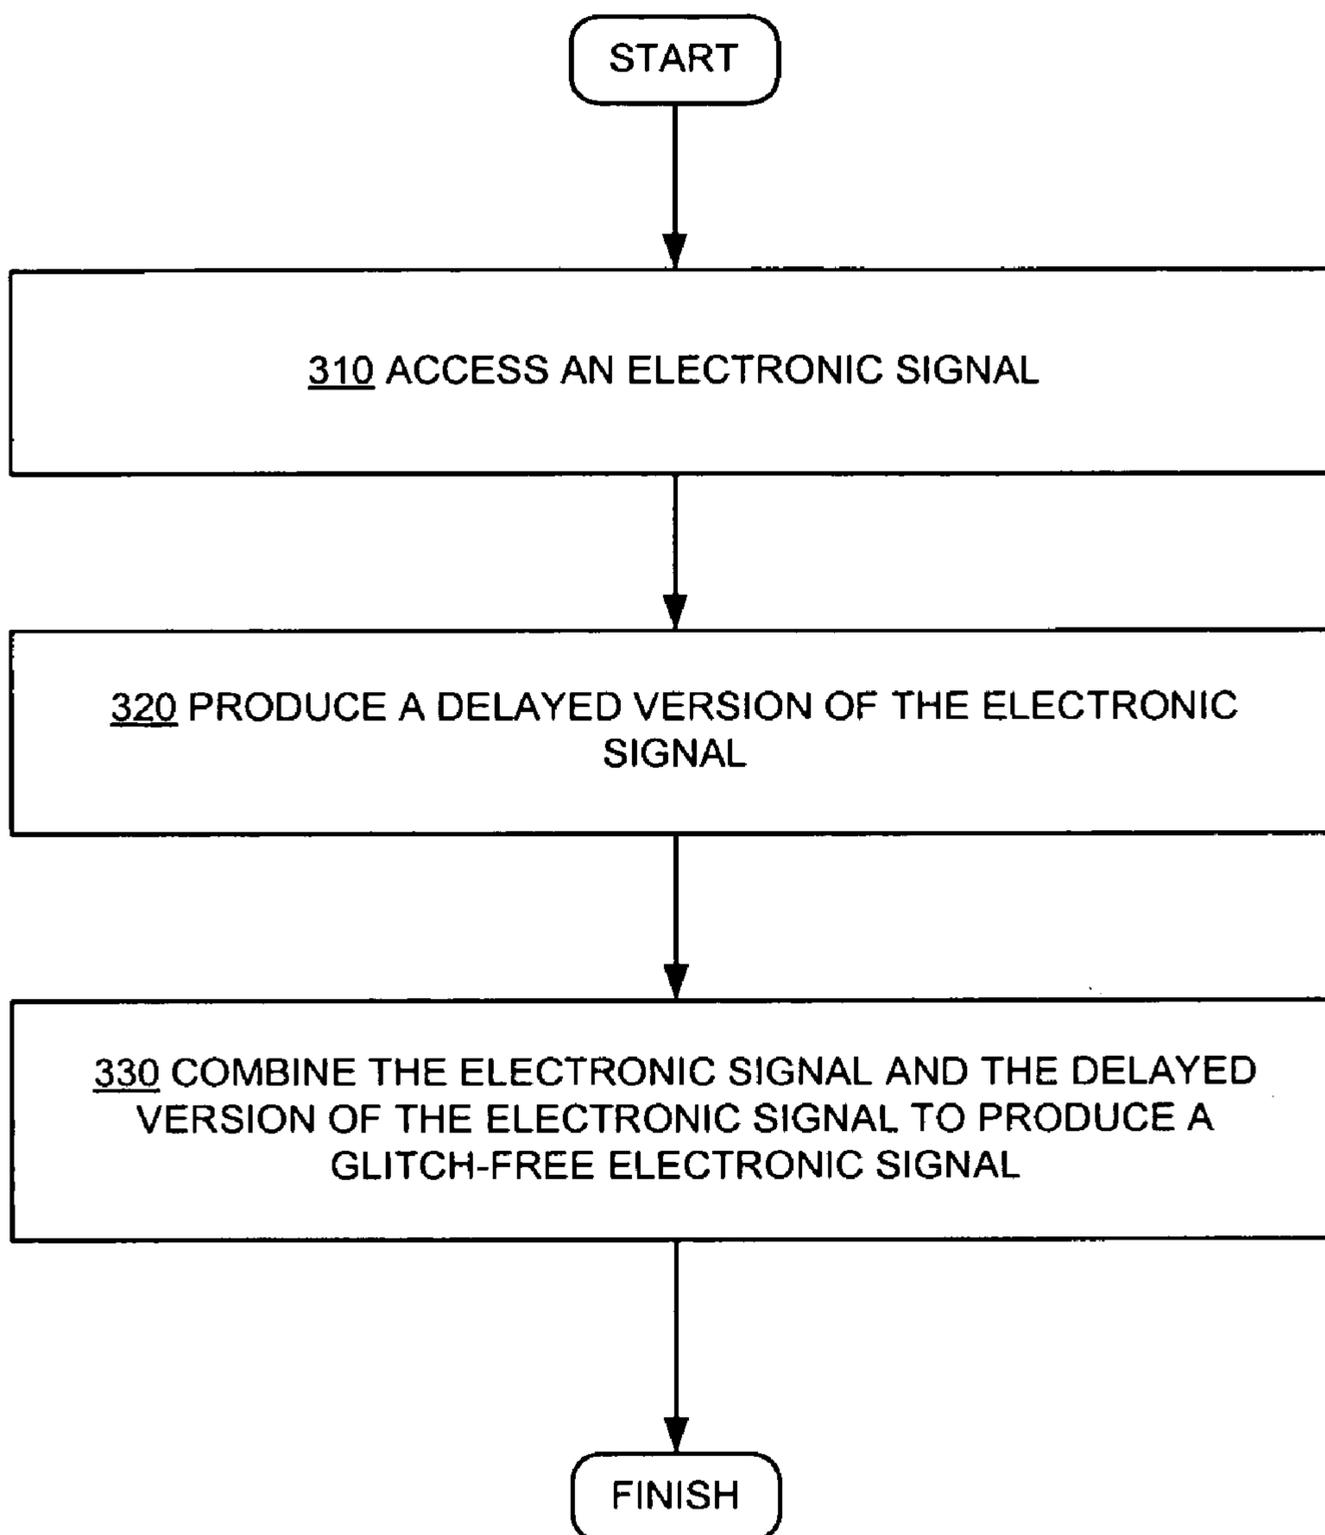 START
310 ACCESS AN ELECTRONIC SIGNAL
320 PRODUCE A DELAYED VERSION OF THE ELECTRONIC
SIGNAL
330 COMBINE THE ELECTRONIC SIGNAL AND THE DELAYED
VERSION OF THE ELECTRONIC SIGNAL TO PRODUCE A
GLITCH-FREE ELECTRONIC SIGNAL
FINISH